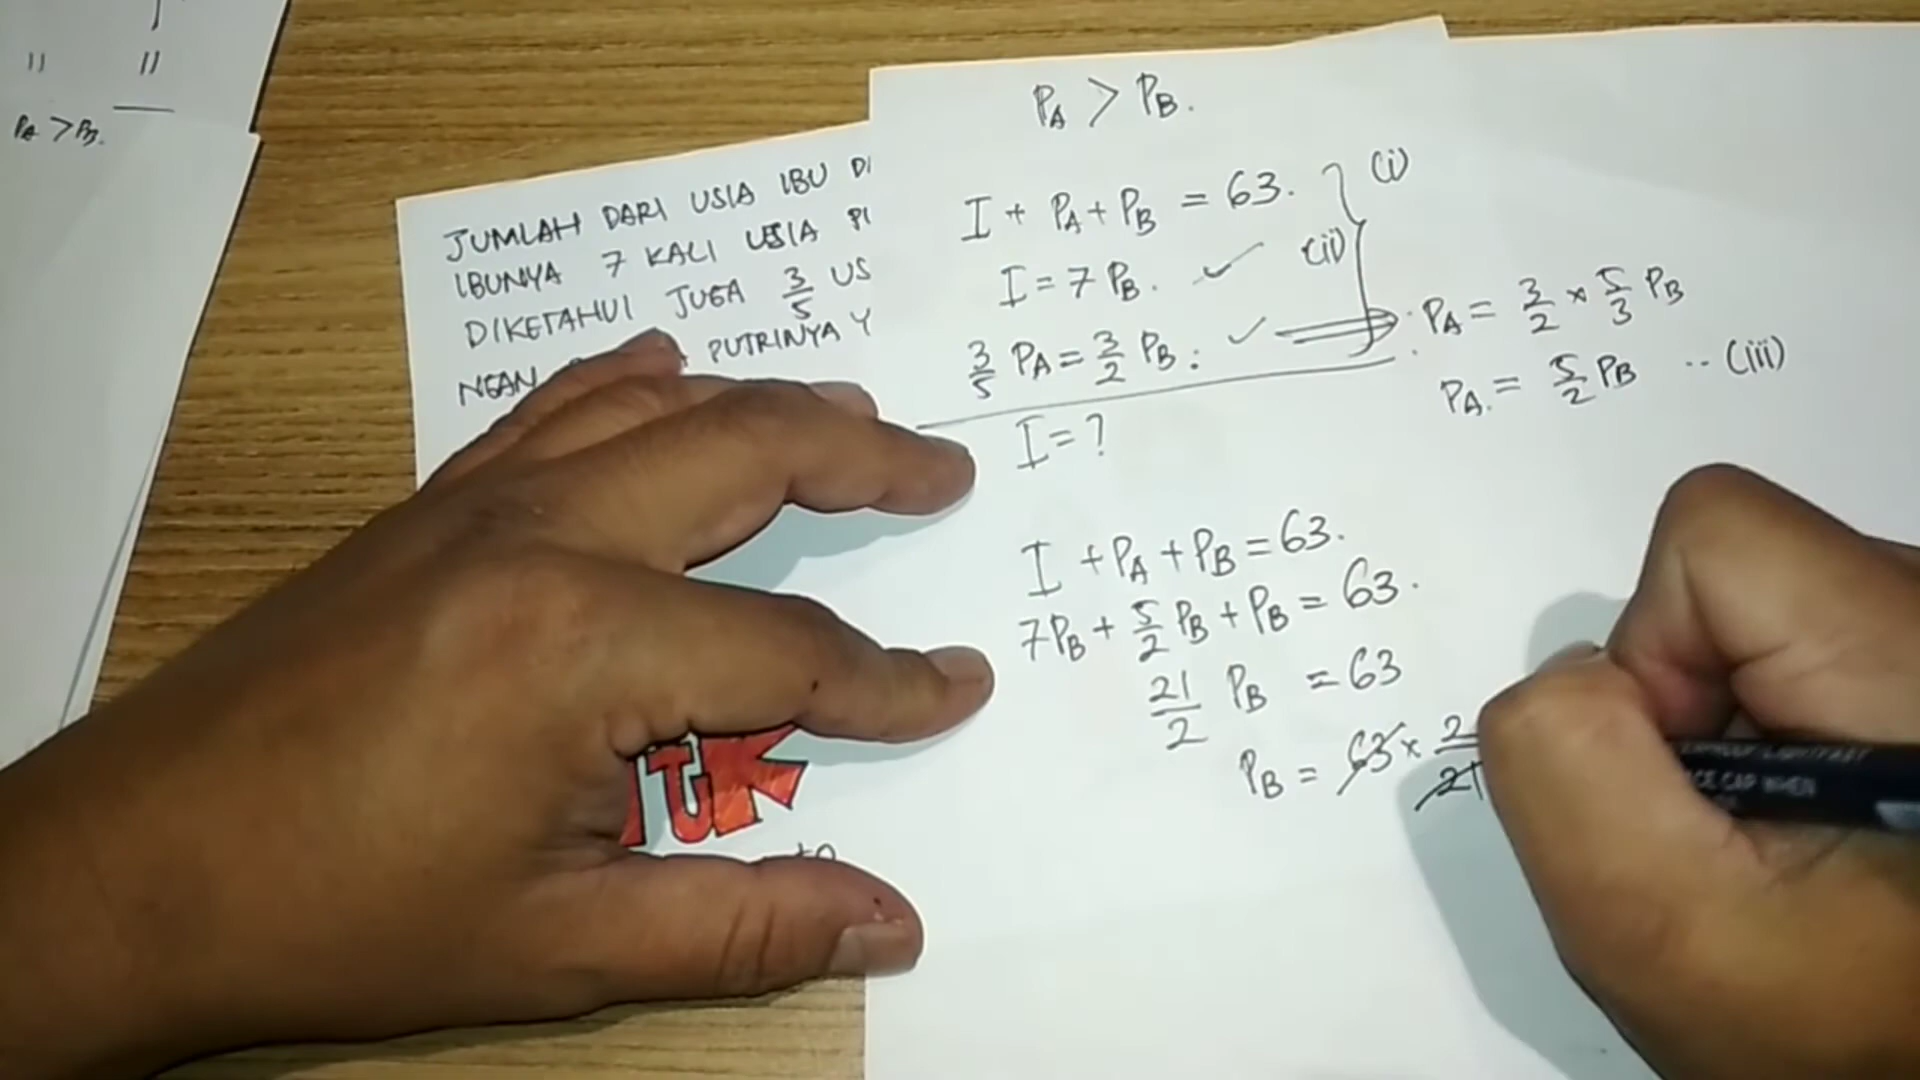 " "
PA > PB.
JUMLAH DARI USIA IBU
IBUNYA 7 KALI USIA
DIKETAHUI JUGA 3/5
NGAN PUTRINYA Y
PA > PB.
I + PA + PB = 63. (i)
I = 7 PB. ✓ (ii)
3/5 PA = 3/2 PB. ✓
PA = 3/2 × 5/3 PB
PA. = 5/2 PB .. (iii)
I = ?
I + PA + PB = 63.
7PB + 5/2 PB + PB = 63.
21/2 PB = 63
PB = 63 × 2/21